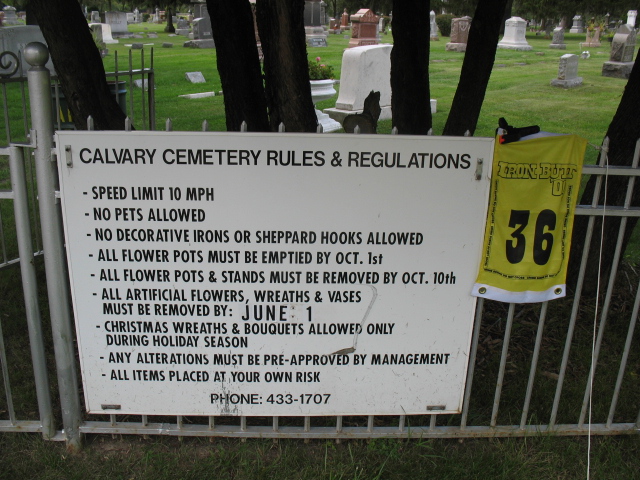 CALVARY CEMETERY RULES & REGULATIONS
- SPEED LIMIT 10 MPH
- NO PETS ALLOWED
- NO DECORATIVE IRONS OR SHEPPARD HOOKS ALLOWED
- ALL FLOWER POTS MUST BE EMPTIED BY OCT. 1st
- ALL FLOWER POTS & STANDS MUST BE REMOVED BY OCT. 10th
- ALL ARTIFICIAL FLOWERS, WREATHS & VASES
MUST BE REMOVED BY: JUNE 1
- CHRISTMAS WREATHS & BOUQUETS ALLOWED ONLY
DURING HOLIDAY SEASON
- ANY ALTERATIONS MUST BE PRE-APPROVED BY MANAGEMENT
- ALL ITEMS PLACED AT YOUR OWN RISK
PHONE: 433-1707
IRON BUTT
36